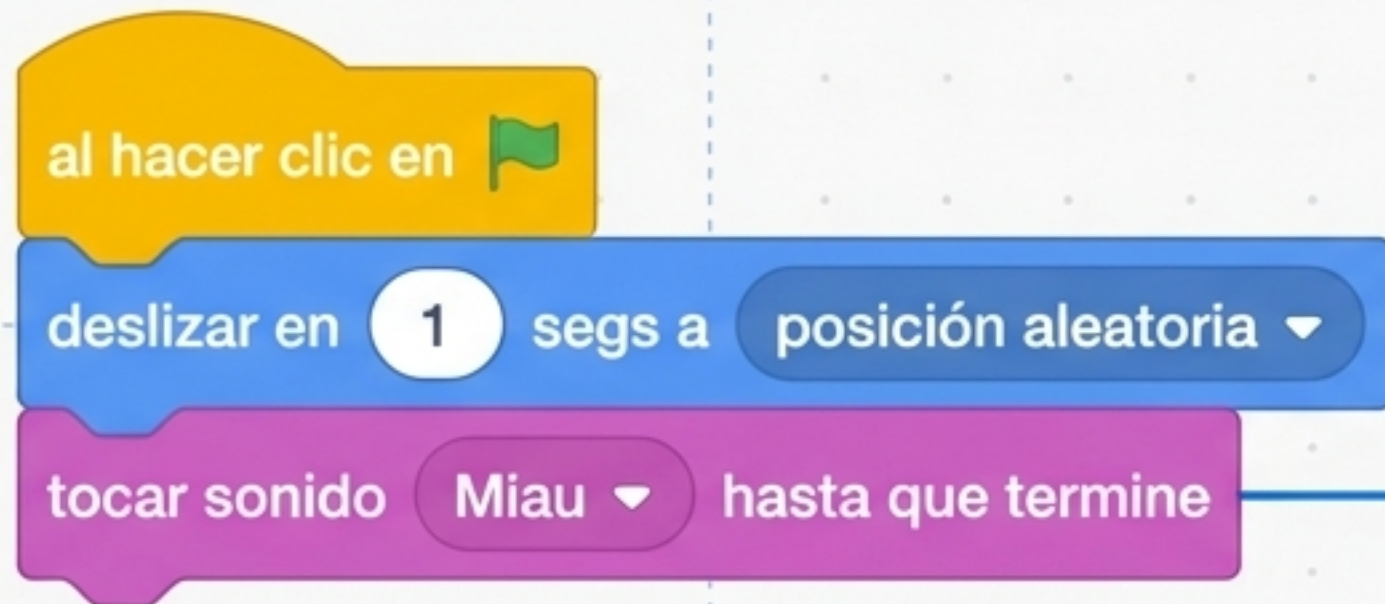 al hacer clic en
deslizar en 1 segs a posición aleatoria
tocar sonido Miau hasta que termine